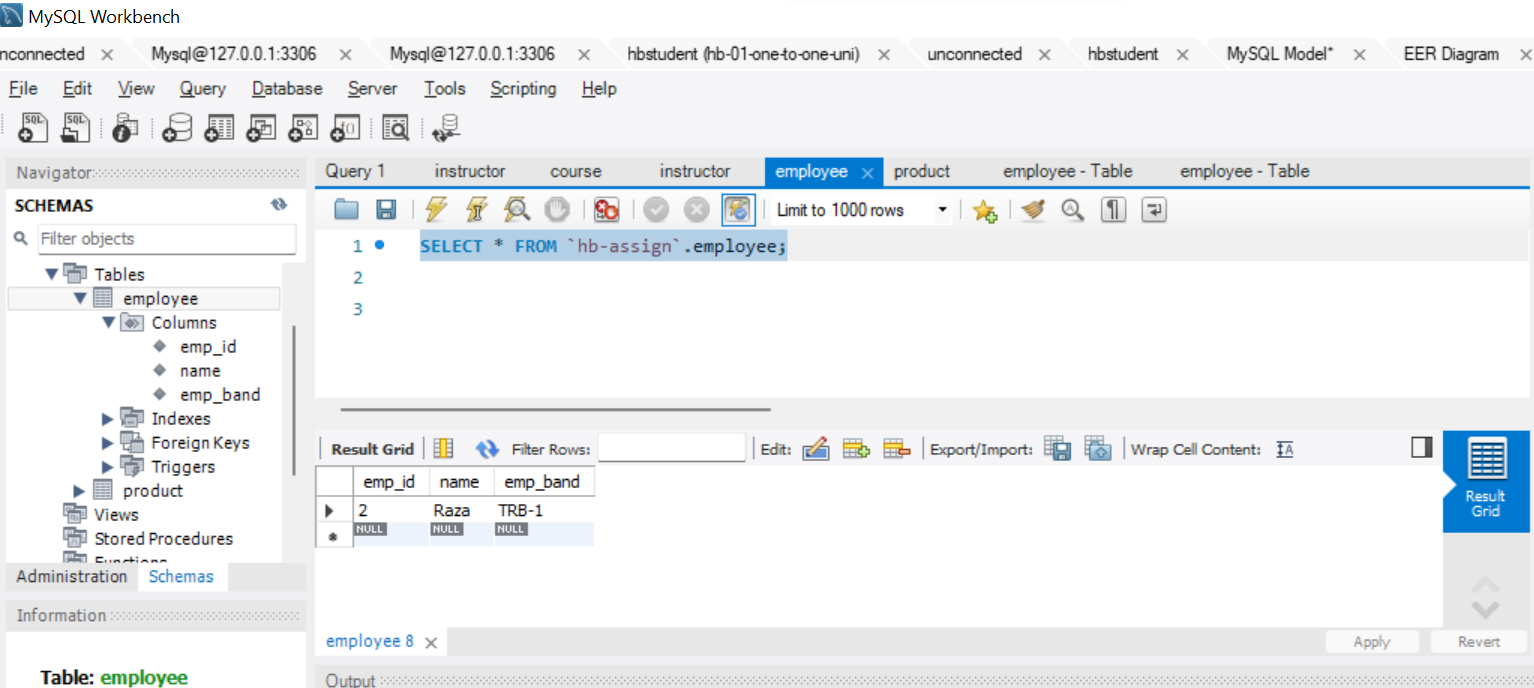 MySQL Workbench
nconnected Mysql@127.0.0.1:3306 Mysql@127.0.0.1:3306 hbstudent (hb-01-one-to-one-uni) unconnected hbstudent MySQL Model* EER Diagram
File Edit View Query Database Server Tools Scripting Help
Navigator
SCHEMAS
Filter objects
Tables
employee
Columns
emp_id
name
emp_band
Indexes
Foreign Keys
Triggers
product
Views
Stored Procedures
Functions
Administration Schemas
Information
Table: employee
Query 1 instructor course instructor employee product employee - Table employee - Table
Limit to 1000 rows
1 SELECT * FROM `hb-assign`.employee;
2
3
Result Grid Filter Rows: Edit: Export/Import: Wrap Cell Content:
emp_id name emp_band
2 Raza TRB-1
NULL NULL NULL
Result
Grid
employee 8
Apply Revert
Output